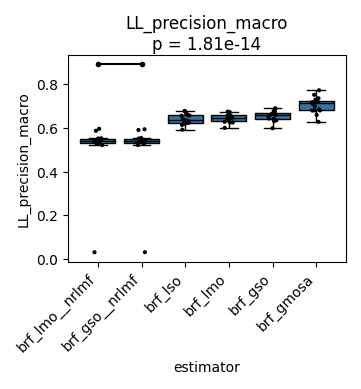 LL_precision_macro
p = 1.81e-14
LL_precision_macro
0.8
0.6
0.4
0.2
0.0
brf_lmo__nrlmf
brf_gso__nrlmf
brf_lso
brf_lmo
brf_gso
brf_gmosa
estimator